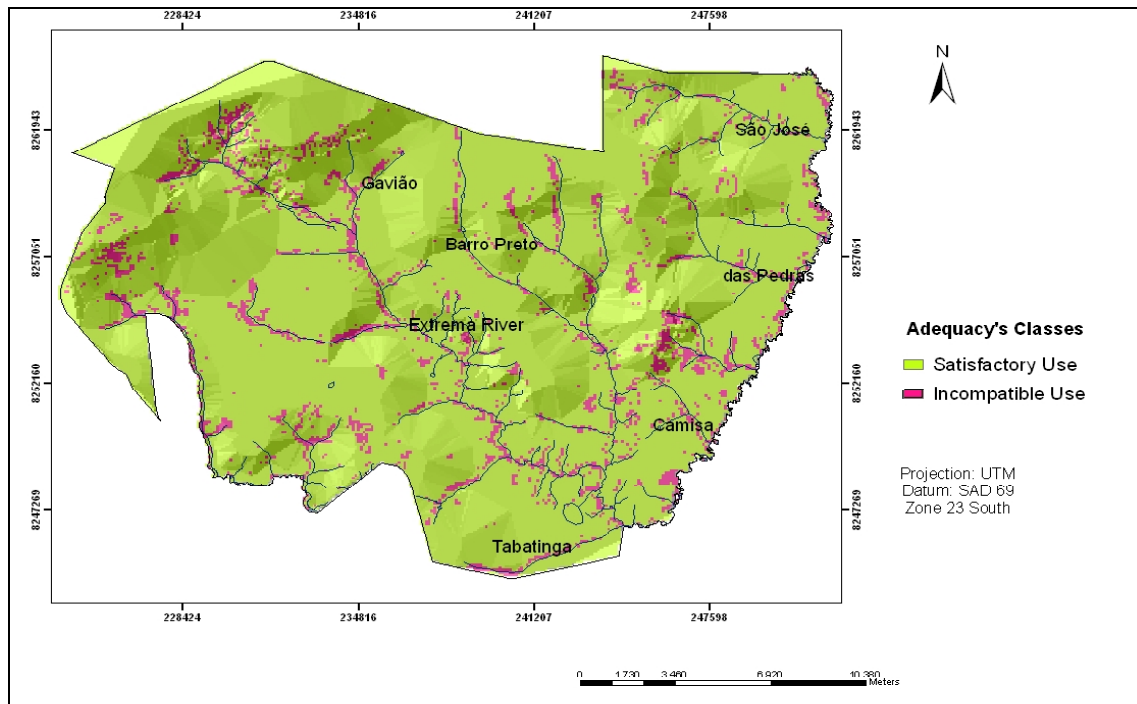 228424 234816 241207 247598
N
8261943 8261943
São José
Gavião
Barro Preto
8257051 8257051
das Pedras
Extrema River
Adequacy's Classes
Satisfactory Use
Incompatible Use
8252160 8252160
Camisa
Projection: UTM
Datum: SAD 69
Zone 23 South
8247269 8247269
Tabatinga
228424 234816 241207 247598
0 1.730 3.460 6.920 10.380
Meters